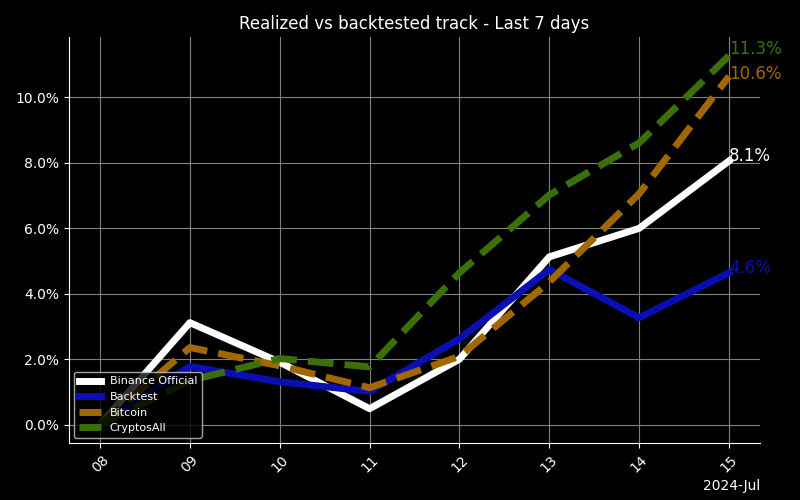 Realized vs backtested track - Last 7 days
11.3%
10.6%
10.0%
8.1%
8.0%
6.0%
4.6%
4.0%
2.0%
0.0%
Binance Official
Backtest
Bitcoin
CryptosAll
08 09 10 11 12 13 14 15
2024-Jul